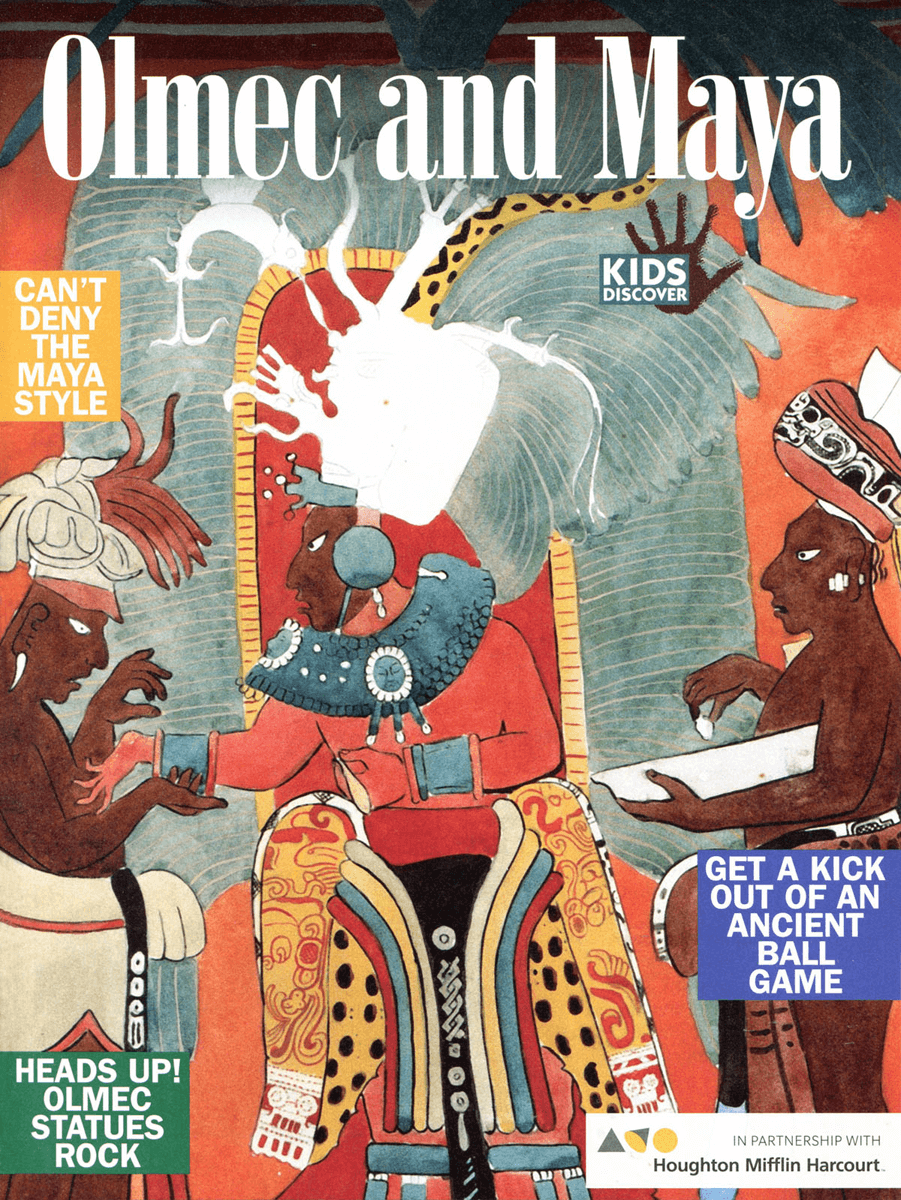 Olmec and Maya
KIDS
DISCOVER
CAN'T
DENY
THE
MAYA
STYLE
GET A KICK
OUT OF AN
ANCIENT
BALL
GAME
HEADS UP!
OLMEC
STATUES
ROCK
IN PARTNERSHIP WITH
Houghton Mifflin Harcourt